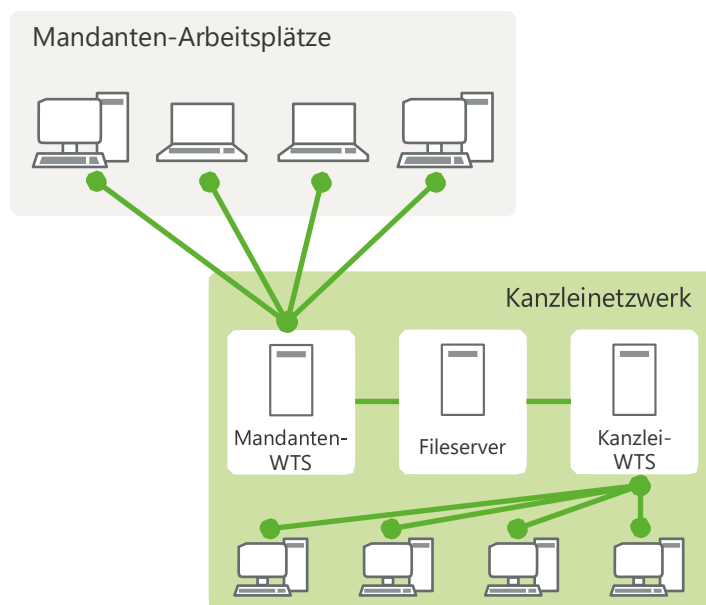 Mandanten-Arbeitsplätze
Kanzleinetzwerk
Mandanten-
WTS
Fileserver
Kanzlei-
WTS